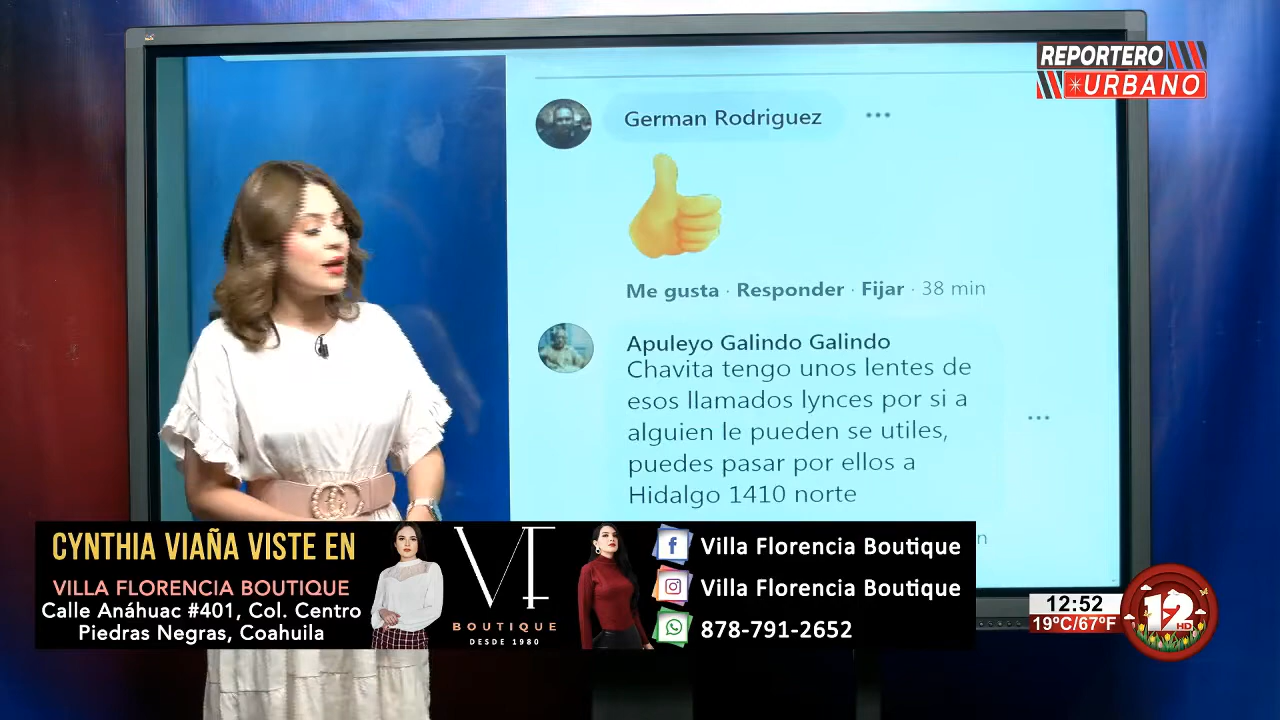 REPORTERO
URBANO
German Rodriguez
Me gusta · Responder · Fijar · 38 min
Apuleyo Galindo Galindo
Chavita tengo unos lentes de
esos llamados lynces por si a
alguien le pueden se utiles,
puedes pasar por ellos a
Hidalgo 1410 norte
CYNTHIA VIAÑA VISTE EN
VILLA FLORENCIA BOUTIQUE
Calle Anáhuac #401, Col. Centro
Piedras Negras, Coahuila
VF
BOUTIQUE
DESDE 1980
Villa Florencia Boutique
Villa Florencia Boutique
878-791-2652
12:52
19°C/67°F
12
HD